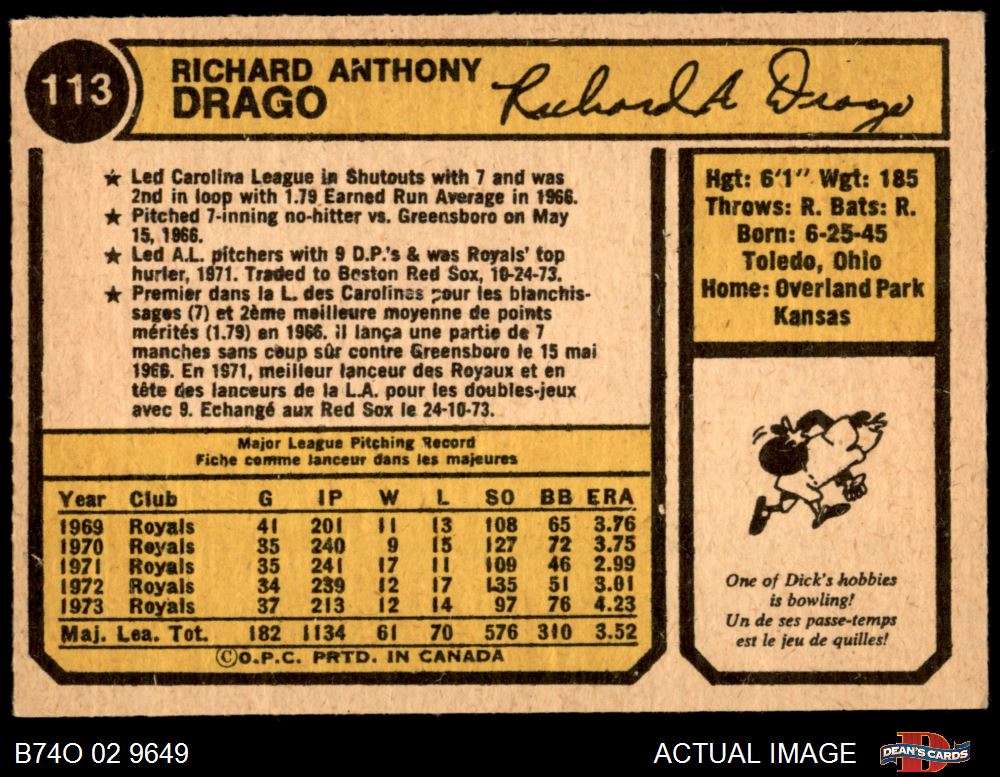 113
RICHARD ANTHONY
DRAGO
Richard A Drago
★ Led Carolina League in Shutouts with 7 and was
2nd in loop with 1.79 Earned Run Average in 1966.
★ Pitched 7-inning no-hitter vs. Greensboro on May
15, 1966.
★ Led A.L. pitchers with 9 D.P.'s & was Royals' top
hurler, 1971. Traded to Boston Red Sox, 10-24-73.
★ Premier dans la L. des Carolines pour les blanchis-
sages (7) et 2ème meilleure moyenne de points
mérités (1.79) en 1966. Il lança une partie de 7
manches sans coup sûr contre Greensboro le 15 mai
1966. En 1971, meilleur lanceur des Royaux et en
tête des lanceurs de la L.A. pour les doubles-jeux
avec 9. Echangé aux Red Sox le 24-10-73.
Hgt: 6'1" Wgt: 185
Throws: R. Bats: R.
Born: 6-25-45
Toledo, Ohio
Home: Overland Park
Kansas
Major League Pitching Record
Fiche comme lanceur dans les majeures
Year Club G IP W L SO BB ERA
1969 Royals 41 201 11 13 108 65 3.76
1970 Royals 35 240 9 15 127 72 3.75
1971 Royals 35 241 17 11 109 46 2.99
1972 Royals 34 239 12 17 135 51 3.01
1973 Royals 37 213 12 14 97 76 4.23
Maj. Lea. Tot. 182 1134 61 70 576 310 3.52
©O.P.C. PRTD. IN CANADA
One of Dick's hobbies
is bowling!
Un de ses passe-temps
est le jeu de quilles!
B74O 02 9649
ACTUAL IMAGE
DEAN'S CARDS